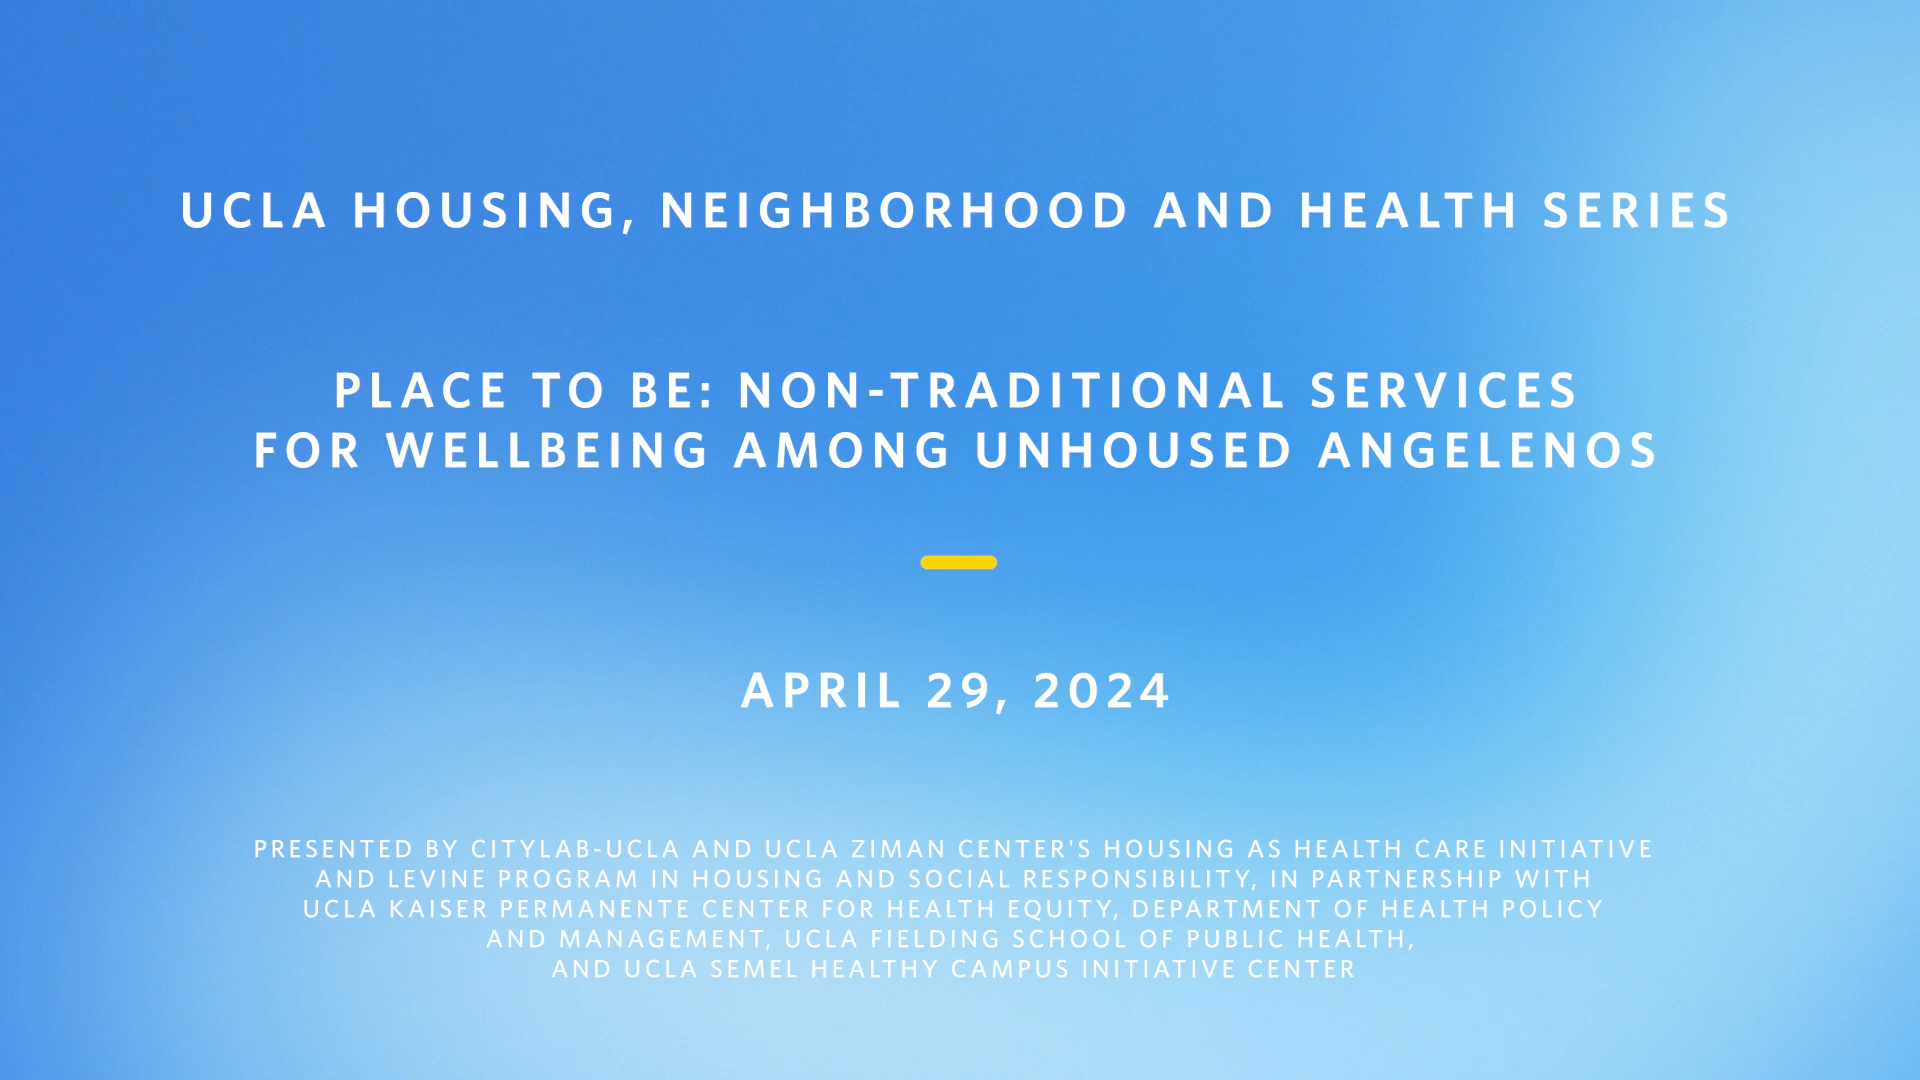 UCLA HOUSING, NEIGHBORHOOD AND HEALTH SERIES
PLACE TO BE: NON-TRADITIONAL SERVICES
FOR WELLBEING AMONG UNHOUSED ANGELENOS
APRIL 29, 2024
PRESENTED BY CITYLAB-UCLA AND UCLA ZIMAN CENTER'S HOUSING AS HEALTH CARE INITIATIVE
AND LEVINE PROGRAM IN HOUSING AND SOCIAL RESPONSIBILITY, IN PARTNERSHIP WITH
UCLA KAISER PERMANENTE CENTER FOR HEALTH EQUITY, DEPARTMENT OF HEALTH POLICY
AND MANAGEMENT, UCLA FIELDING SCHOOL OF PUBLIC HEALTH,
AND UCLA SEMEL HEALTHY CAMPUS INITIATIVE CENTER